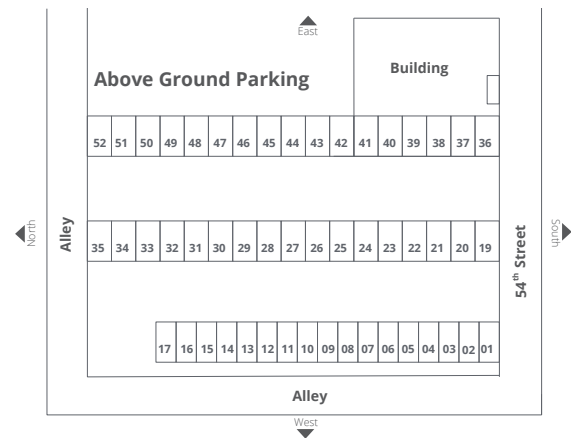 East
Building
Above Ground Parking
52 51 50 49 48 47 46 45 44 43 42 41 40 39 38 37 36
North
Alley
35 34 33 32 31 30 29 28 27 26 25 24 23 22 21 20 19
54th Street
South
17 16 15 14 13 12 11 10 09 08 07 06 05 04 03 02 01
Alley
West